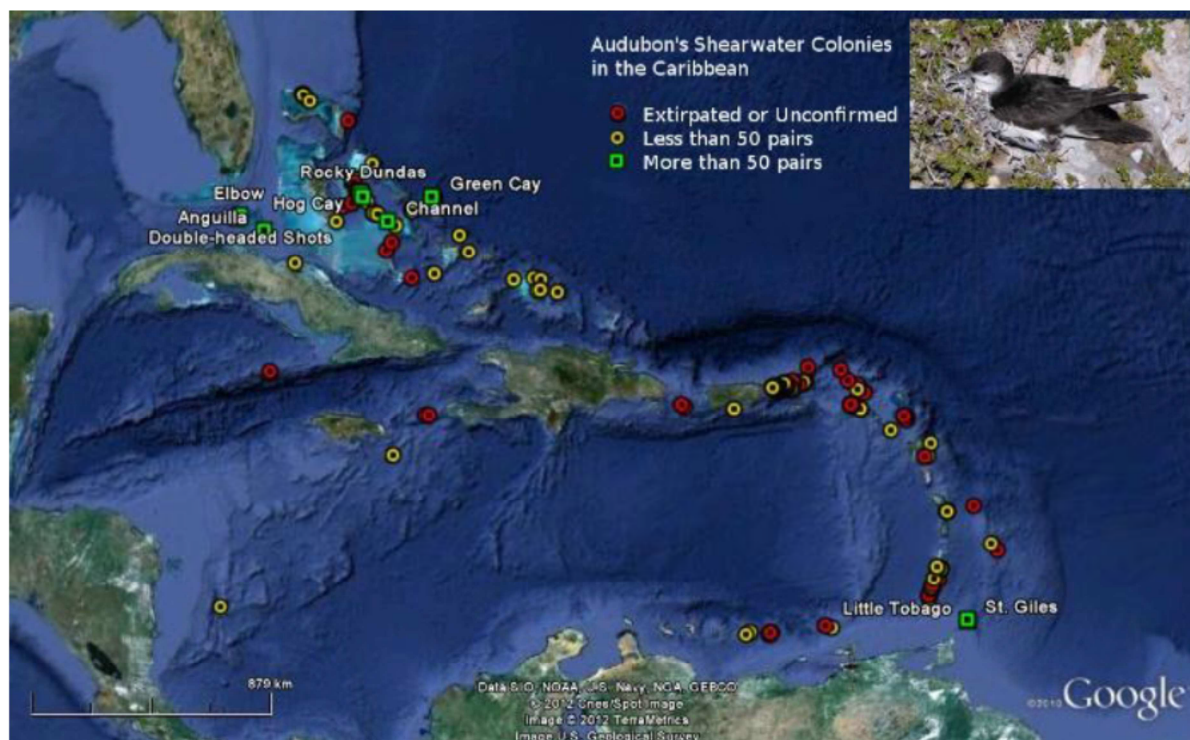 Audubon's Shearwater Colonies
in the Caribbean
Extirpated or Unconfirmed
Less than 50 pairs
More than 50 pairs
Rocky Dundas
Green Cay
Elbow
Hog Cay
Channel
Anguilla
Double-headed Shots
Little Tobago
St. Giles
879 km
Data SIO, NOAA, U.S. Navy, NGA, GEBCO
© 2012 Cnes/Spot Image
Image © 2012 TerraMetrics
Image U.S. Geological Survey
©2010 Google